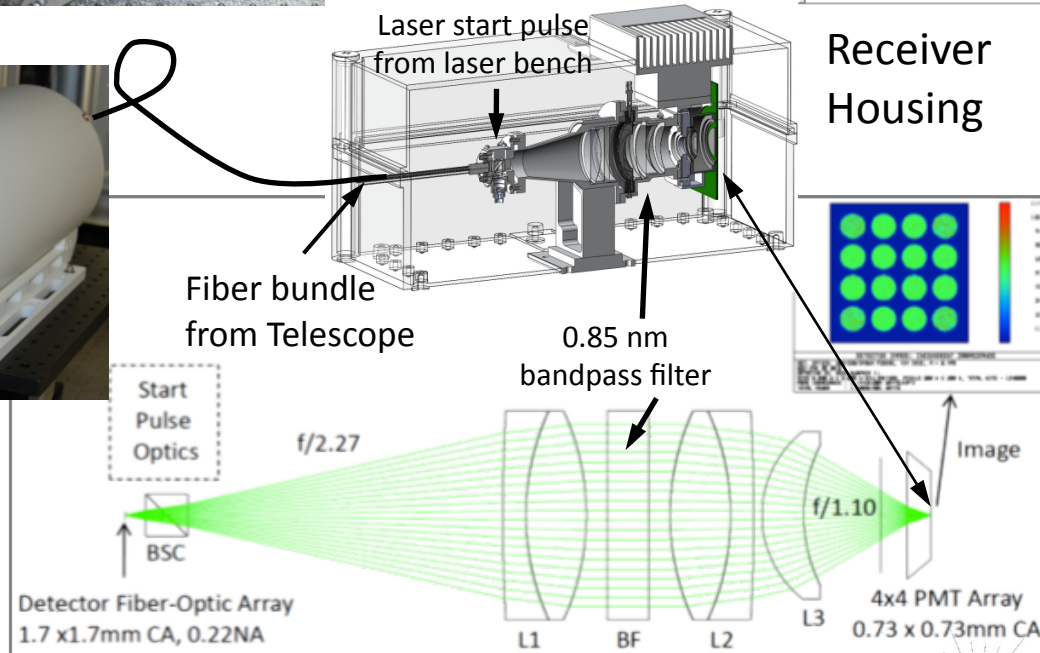 Laser start pulse
from laser bench
Receiver
Housing
Fiber bundle
from Telescope
0.85 nm
bandpass filter
Start
Pulse
Optics
f/2.27
Image
f/1.10
BSC
Detector Fiber-Optic Array
1.7 x1.7mm CA, 0.22NA
L1
BF
L2
L3
4x4 PMT Array
0.73 x 0.73mm CA